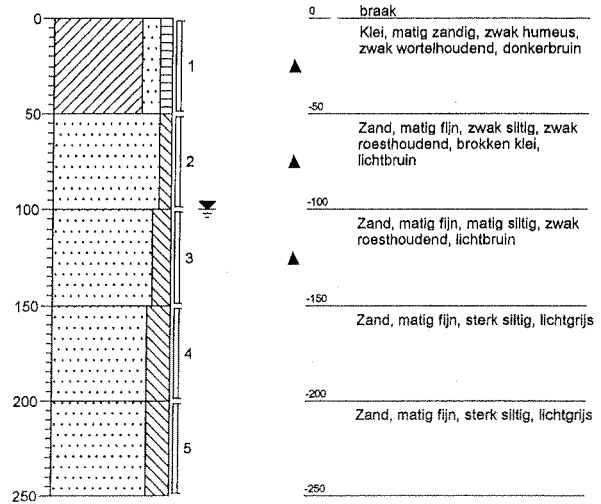 0
50
100
150
200
250
1
2
3
4
5
0 braak
Klei, matig zandig, zwak humeus,
zwak wortelhoudend, donkerbruin
-50
Zand, matig fijn, zwak siltig, zwak
roesthoudend, brokken klei,
lichtbruin
-100
Zand, matig fijn, matig siltig, zwak
roesthoudend, lichtbruin
-150
Zand, matig fijn, sterk siltig, lichtgrijs
-200
Zand, matig fijn, sterk siltig, lichtgrijs
-250